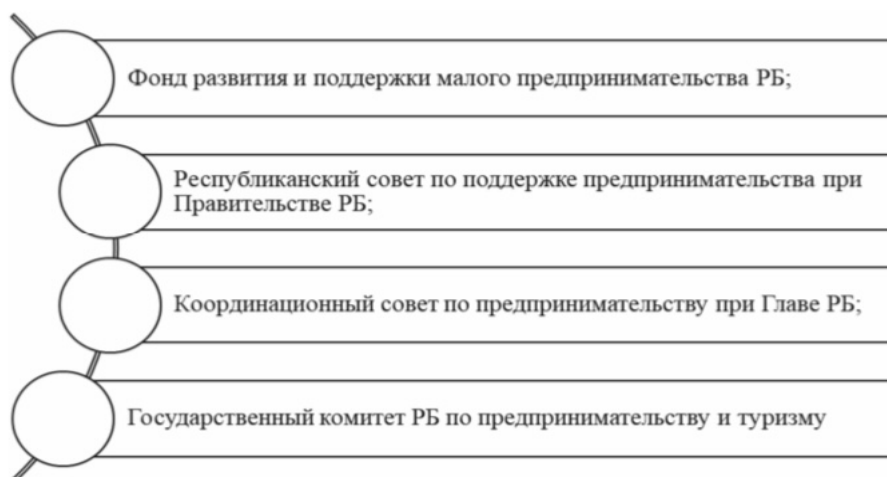 Фонд развития и поддержки малого предпринимательства РБ;
Республиканский совет по поддержке предпринимательства при
Правительстве РБ;
Координационный совет по предпринимательству при Главе РБ;
Государственный комитет РБ по предпринимательству и туризму